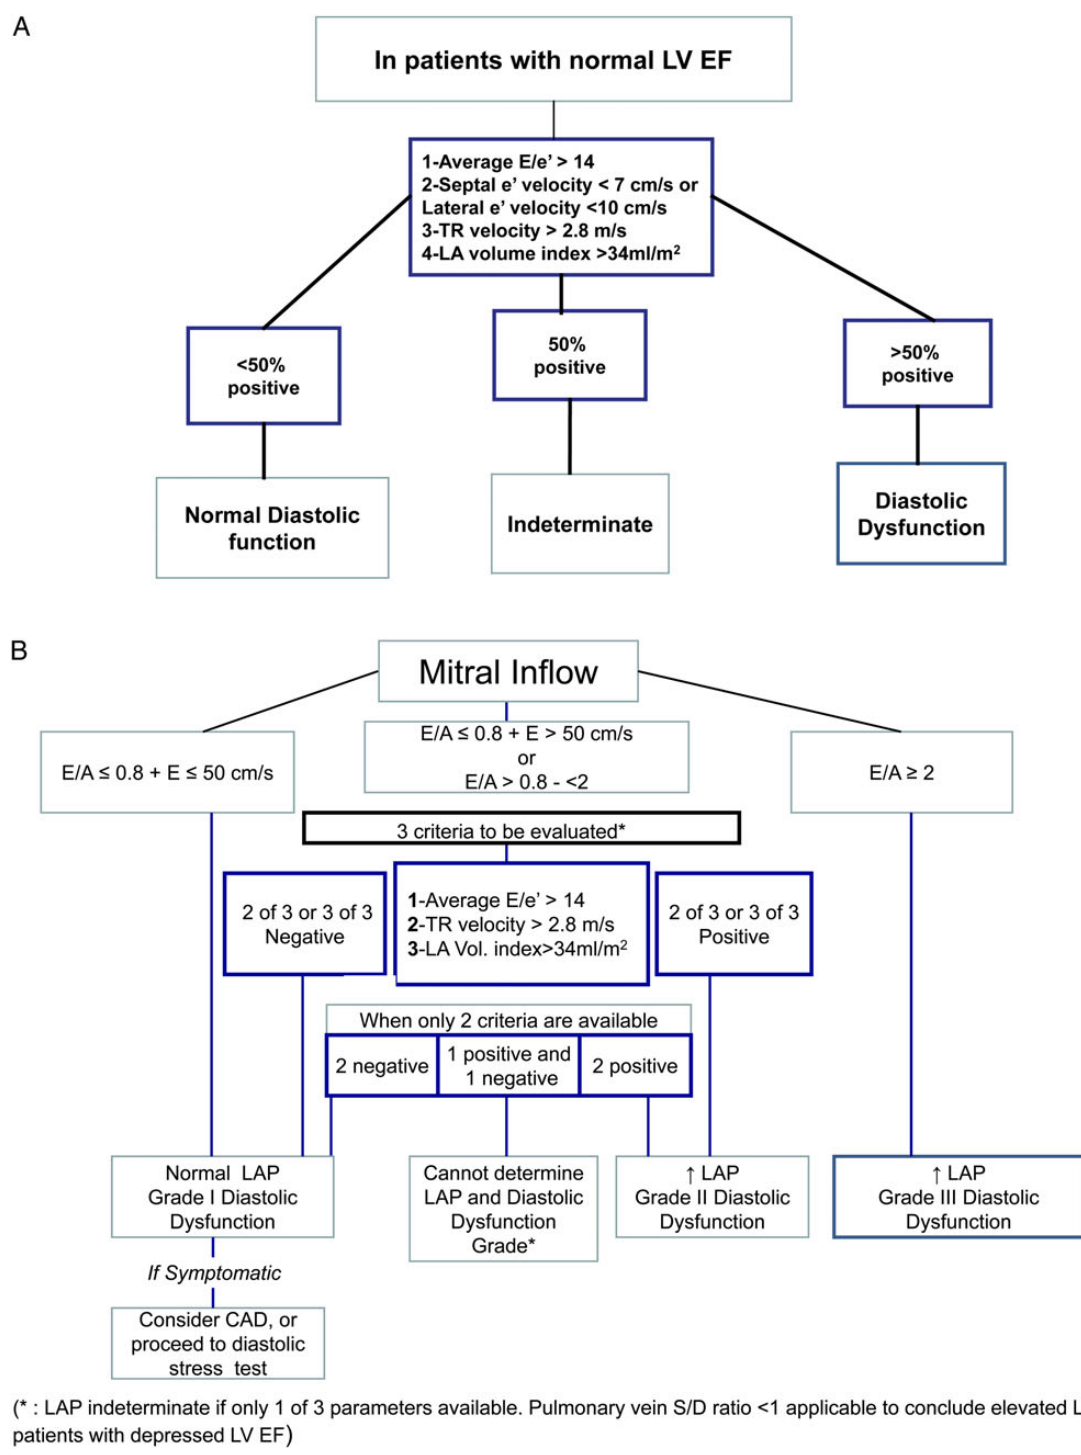 A
In patients with normal LV EF
1-Average E/e’ > 14
2-Septal e’ velocity < 7 cm/s or
Lateral e’ velocity <10 cm/s
3-TR velocity > 2.8 m/s
4-LA volume index >34ml/m²
<50%
positive
50%
positive
>50%
positive
Normal Diastolic
function
Indeterminate
Diastolic
Dysfunction
B
Mitral Inflow
E/A ≤ 0.8 + E ≤ 50 cm/s
E/A ≤ 0.8 + E > 50 cm/s
or
E/A > 0.8 - <2
E/A ≥ 2
3 criteria to be evaluated*
2 of 3 or 3 of 3
Negative
1-Average E/e’ > 14
2-TR velocity > 2.8 m/s
3-LA Vol. index>34ml/m²
2 of 3 or 3 of 3
Positive
When only 2 criteria are available
2 negative
1 positive and
1 negative
2 positive
Normal LAP
Grade I Diastolic
Dysfunction
Cannot determine
LAP and Diastolic
Dysfunction
Grade*
↑ LAP
Grade II Diastolic
Dysfunction
↑ LAP
Grade III Diastolic
Dysfunction
If Symptomatic
Consider CAD, or
proceed to diastolic
stress test
(* : LAP indeterminate if only 1 of 3 parameters available. Pulmonary vein S/D ratio <1 applicable to conclude elevated
patients with depressed LV EF)